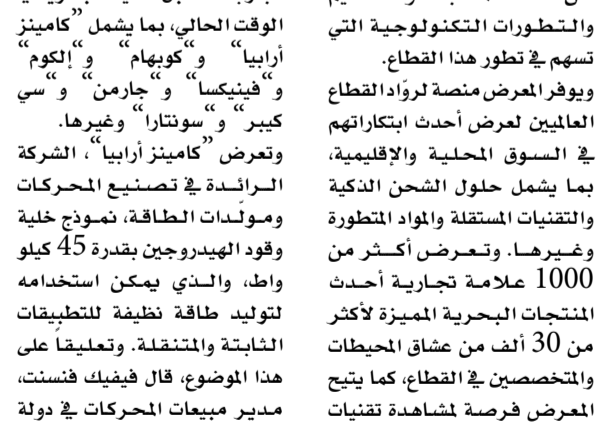 والتطورات التكنولوجية التي
تسهم في تطور هذا القطاع.
ويوفر المعرض منصة لروّاد القطاع
العالميين لعرض أحدث ابتكاراتهم
في السوق المحلية والإقليمية،
بما يشمل حلول الشحن الذكية
والتقنيات المستقلة والمواد المتطورة
وغيرها. وتعرض أكثر من
1000 علامة تجارية أحدث
المنتجات البحرية المميزة لأكثر
من 30 ألف من عشاق المحيطات
والمتخصصين في القطاع، كما يتيح
المعرض فرصة لمشاهدة تقنيات
الوقت الحالي، بما يشمل "كامينز
أرابيا" و"كوبهام" و"إلكوم"
و"فينيكسا" و"جارمن" و"سي
كيبر" و"سونتارا" وغيرها.
وتعرض "كامينز أرابيا"، الشركة
الرائدة في تصنيع المحركات
ومولّدات الطاقة، نموذج خلية
وقود الهيدروجين بقدرة 45 كيلو
واط، والذي يمكن استخدامه
لتوليد طاقة نظيفة للتطبيقات
الثابتة والمتنقلة. وتعليقاً على
هذا الموضوع، قال فيفيك فنسنت،
مدير مبيعات المحركات في دولة